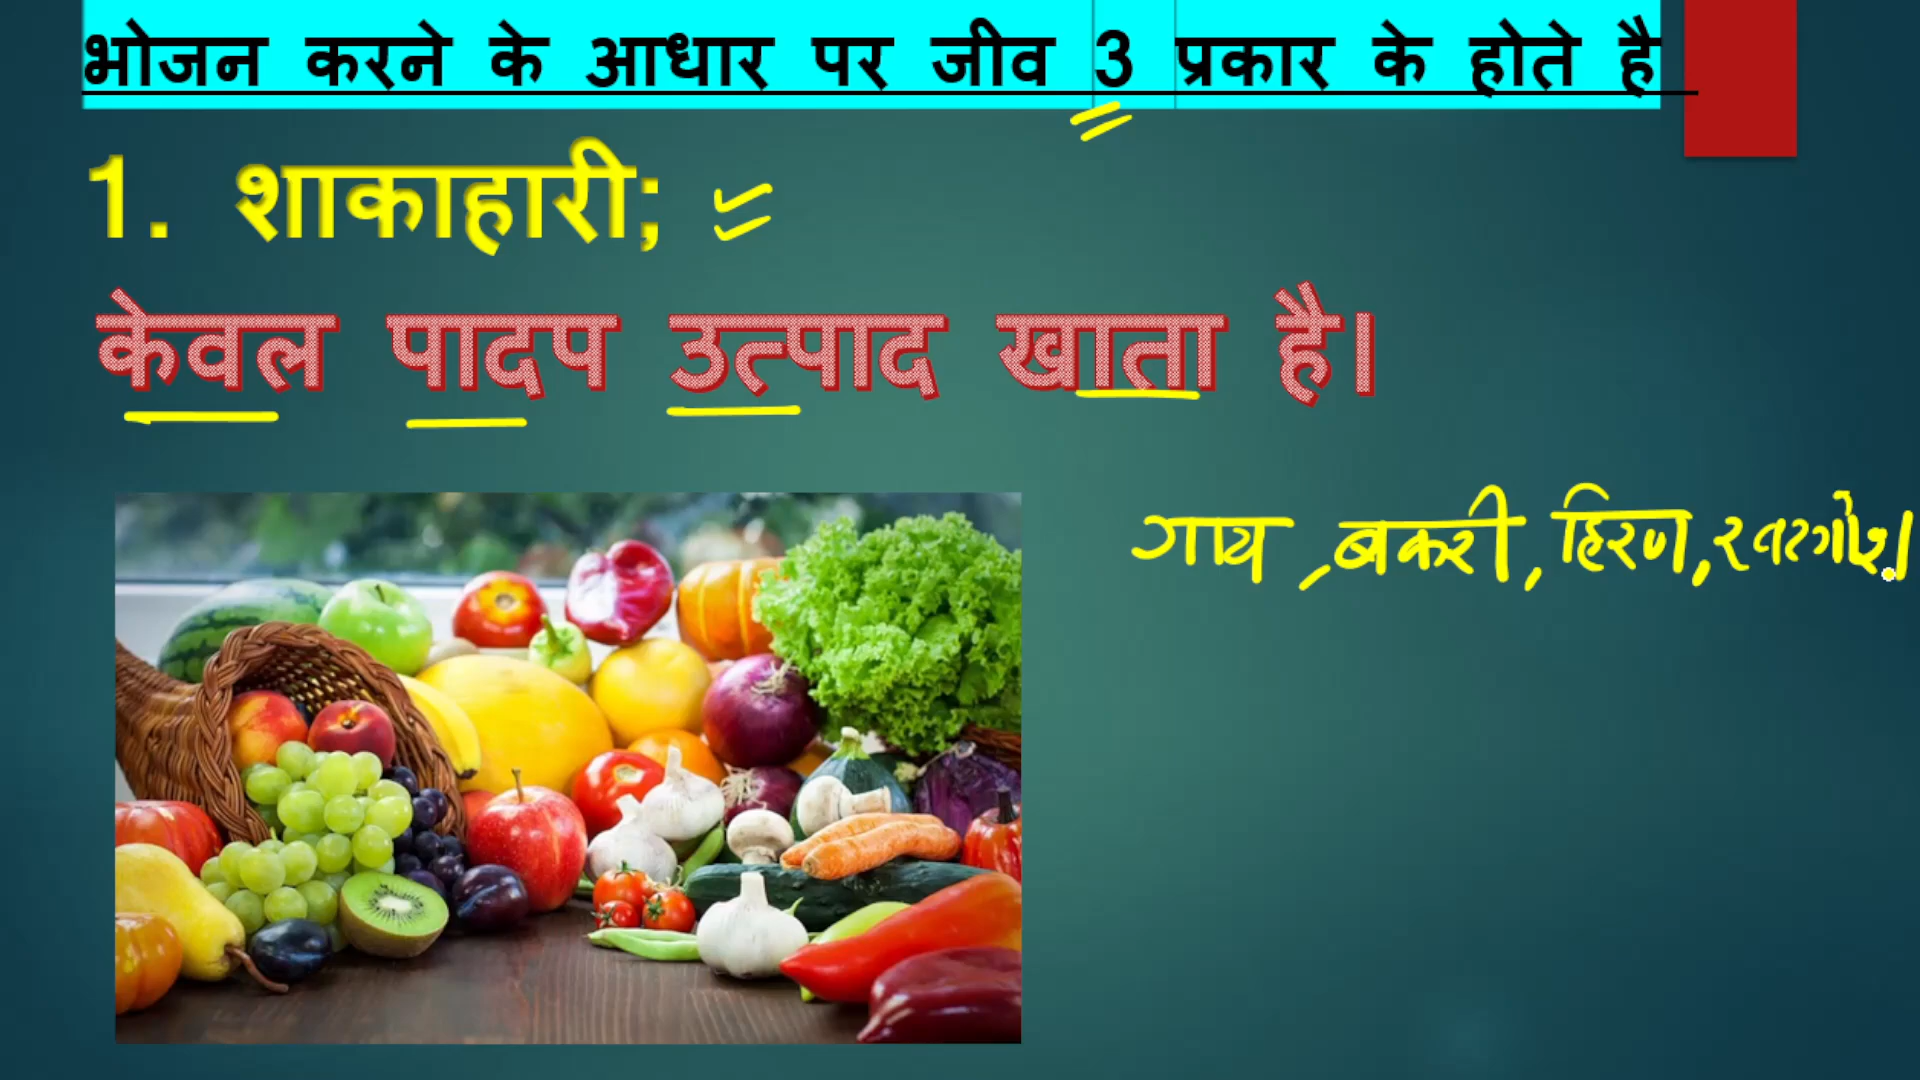 भोजन करने के आधार पर जीव 3 प्रकार के होते है
1. शाकाहारी;
केवल पादप उत्पाद खाता है।
गाय, बकरी, हिरण, खरगोश